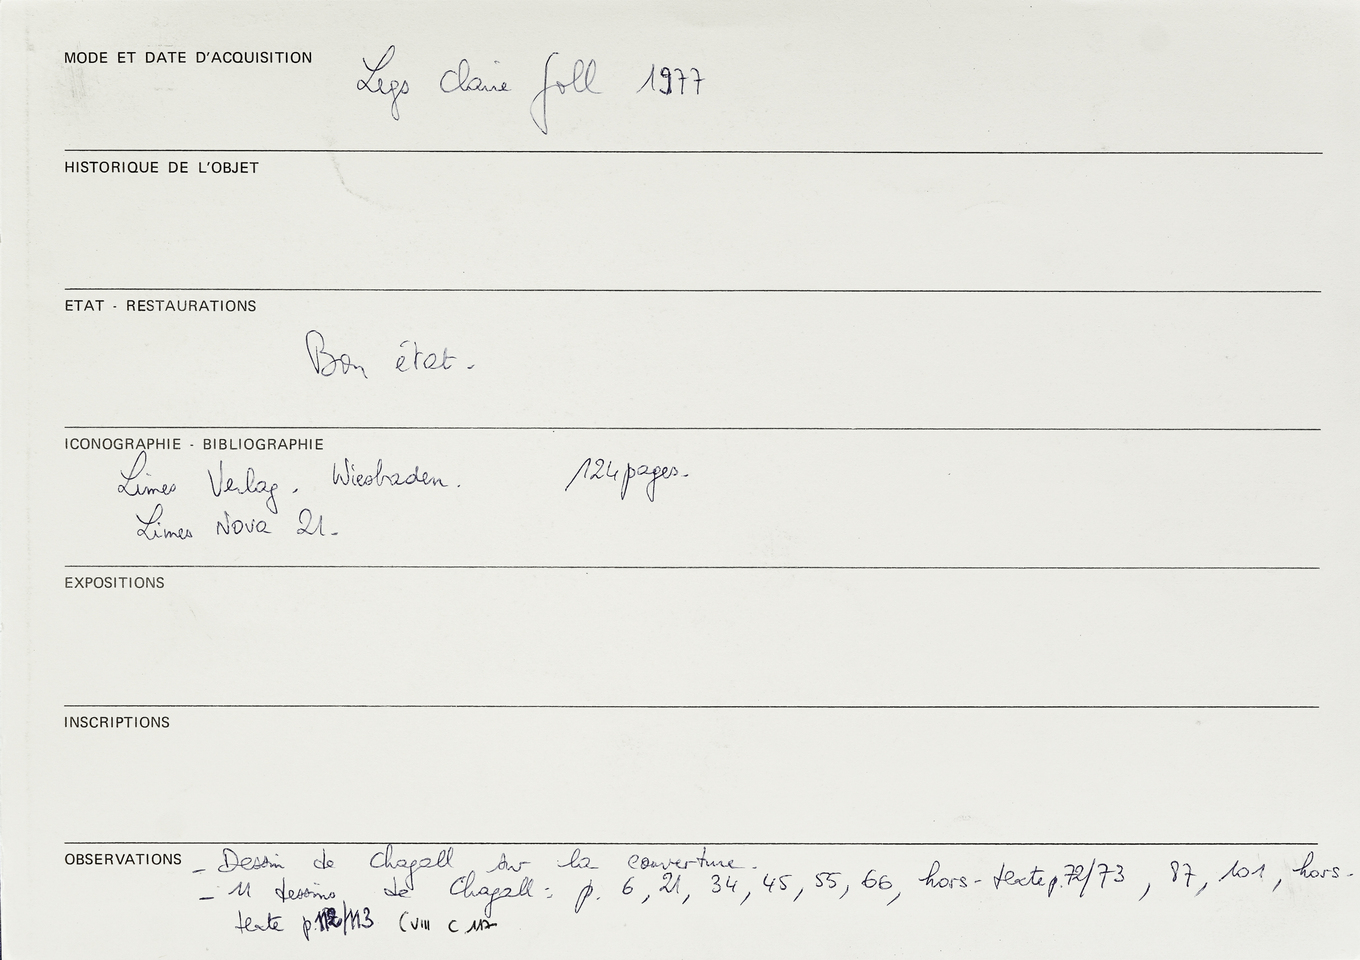 MODE ET DATE D'ACQUISITION
Legs Claire Goll 1977
HISTORIQUE DE L'OBJET
ETAT - RESTAURATIONS
Bon état.
ICONOGRAPHIE - BIBLIOGRAPHIE
Limes Verlag. Wiesbaden. 124 pages.
Limes Nova 21.
EXPOSITIONS
INSCRIPTIONS
OBSERVATIONS - Dessin de Chagall sur la couverture.
- 11 dessins de Chagall : p. 6, 21, 34, 45, 55, 66, hors-texte p. 72/73, 87, 101, hors-
texte p. 112/113 (VIII C 117